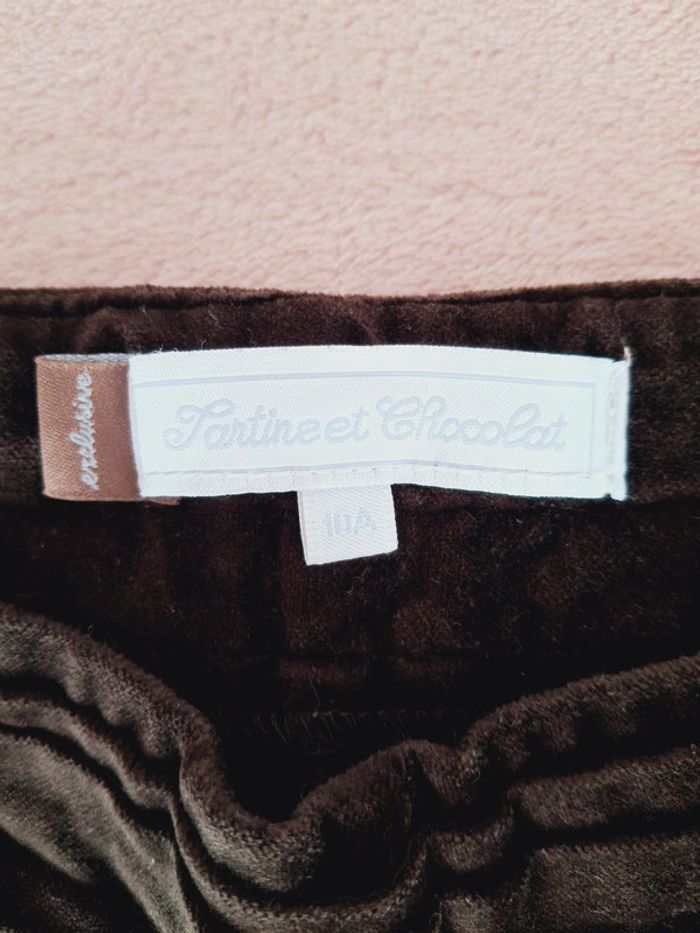 exclusive
Tartine et Chocolat
10A